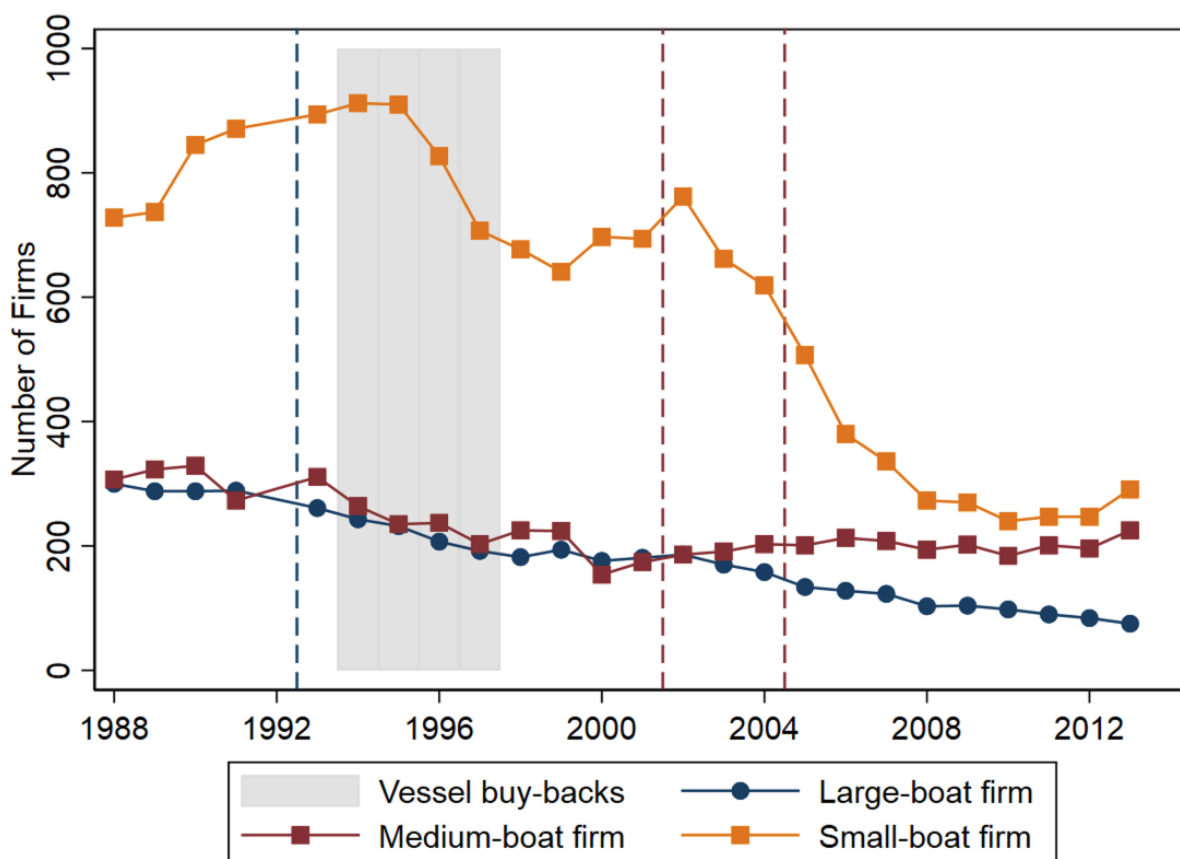 Number of Firms
1000
800
600
400
200
0
1988 1992 1996 2000 2004 2008 2012
Vessel buy-backs Large-boat firm
Medium-boat firm Small-boat firm